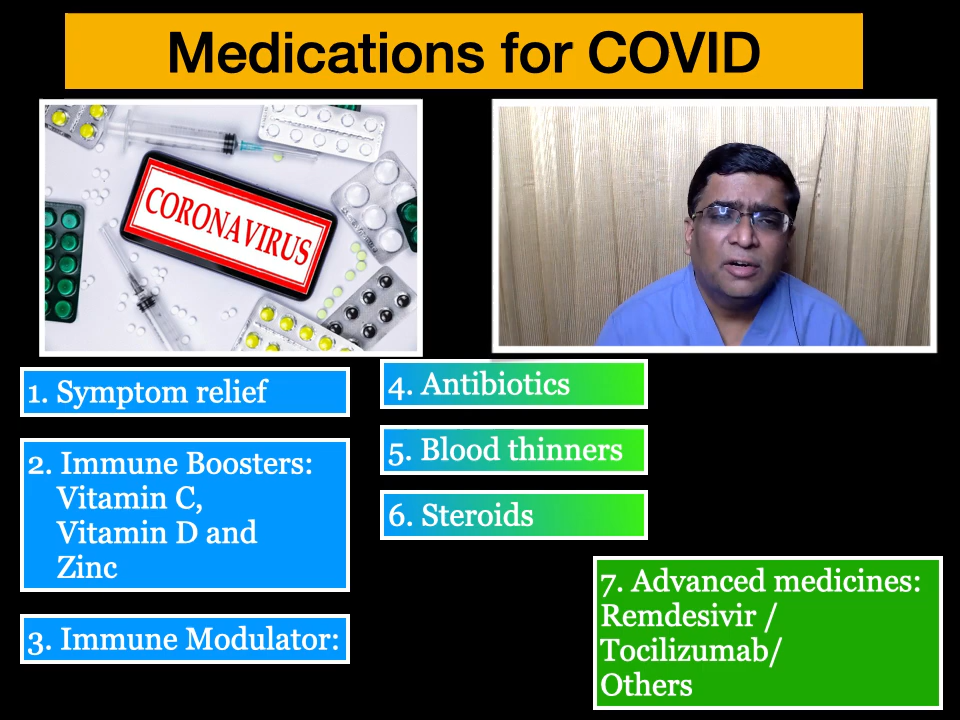 Medications for COVID
CORONAVIRUS
1. Symptom relief
2. Immune Boosters:
Vitamin C,
Vitamin D and
Zinc
3. Immune Modulator:
4. Antibiotics
5. Blood thinners
6. Steroids
7. Advanced medicines:
Remdesivir /
Tocilizumab/
Others